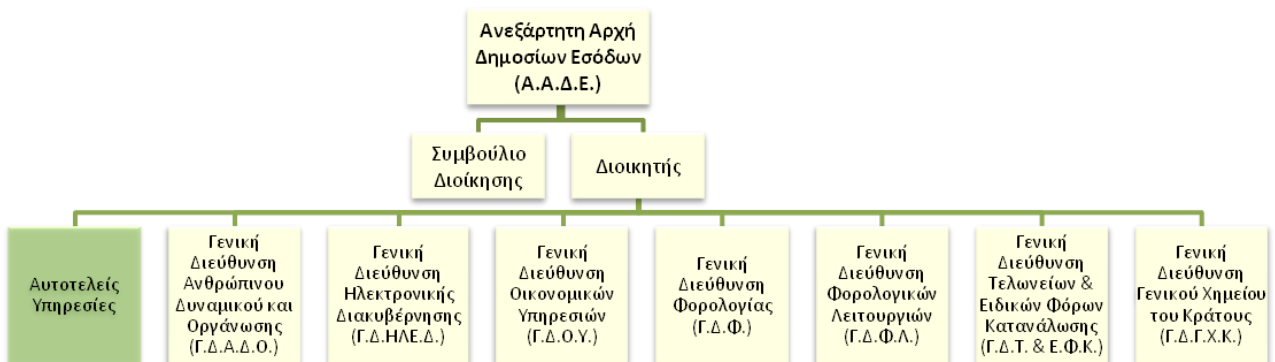 Ανεξάρτητη Αρχή
Δημοσίων Εσόδων
(Α.Α.Δ.Ε.)
Συμβούλιο
Διοίκησης
Διοικητής
Αυτοτελείς
Υπηρεσίες
Γενική
Διεύθυνση
Ανθρώπινου
Δυναμικού και
Οργάνωσης
(Γ.Δ.Α.Δ.Ο.)
Γενική
Διεύθυνση
Ηλεκτρονικής
Διακυβέρνησης
(Γ.Δ.ΗΛΕ.Δ.)
Γενική
Διεύθυνση
Οικονομικών
Υπηρεσιών
(Γ.Δ.Ο.Υ.)
Γενική
Διεύθυνση
Φορολογίας
(Γ.Δ.Φ.)
Γενική
Διεύθυνση
Φορολογικών
Λειτουργιών
(Γ.Δ.Φ.Λ.)
Γενική
Διεύθυνση
Τελωνείων &
Ειδικών Φόρων
Κατανάλωσης
(Γ.Δ.Τ. & Ε.Φ.Κ.)
Γενική
Διεύθυνση
Γενικού Χημείου
του Κράτους
(Γ.Δ.Γ.Χ.Κ.)